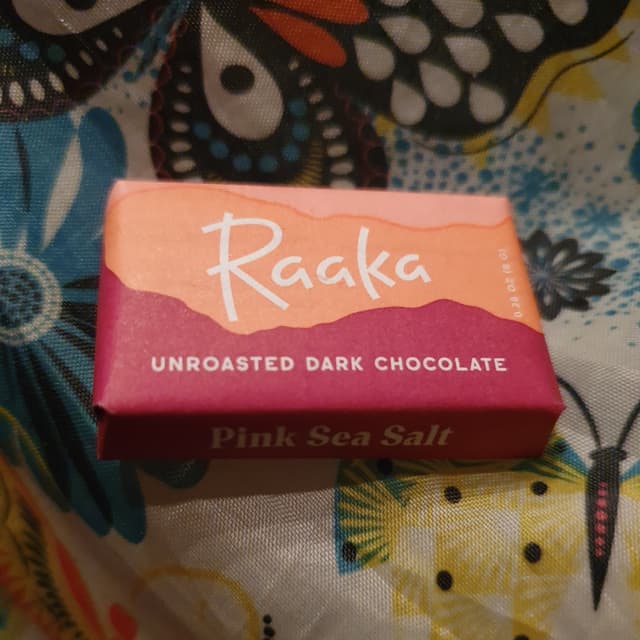 Raaka
UNROASTED DARK CHOCOLATE
Pink Sea Salt